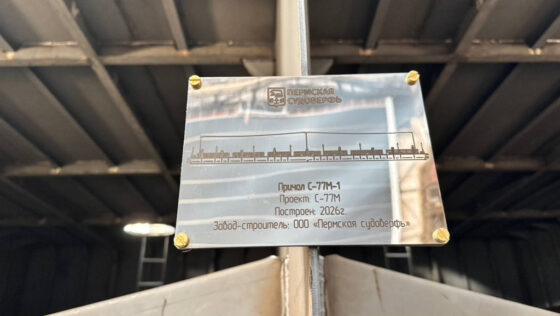 ПЕРМСКАЯ
СУДОВЕРФЬ
Причал С-77М-1
Проект: С-77М
Построен: 2026г.
Завод-строитель: ООО «Пермская судоверфь»